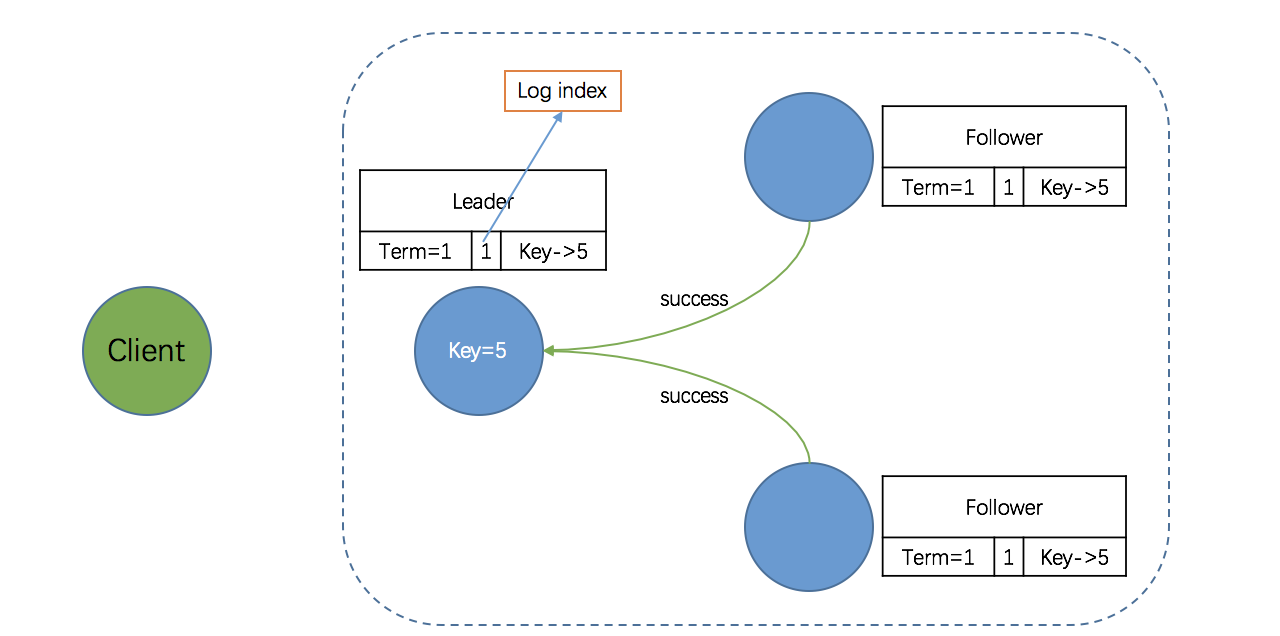 Log index
Leader
Term=1 1 Key->5
Client
Key=5
success
success
Follower
Term=1 1 Key->5
Follower
Term=1 1 Key->5